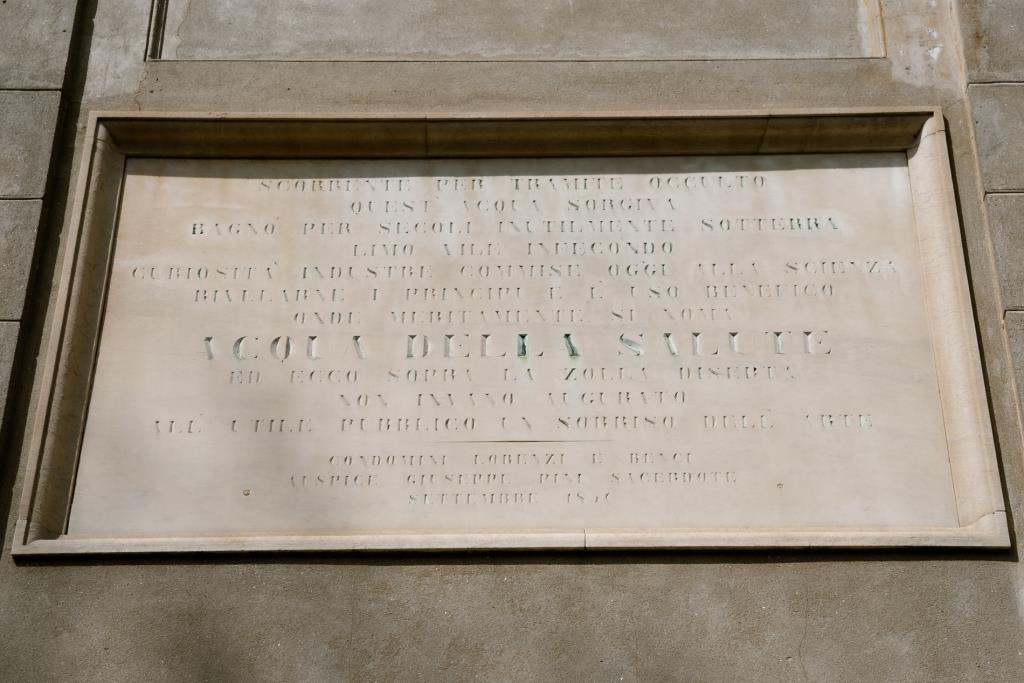 SCORRENTE PER TRAMITE OCCULTO
QUEST' ACQUA SORGIVA
BAGNÒ PER SECOLI INUTILMENTE SOTTERRA
LIMO VILE INFECONDO
CURIOSITA' INDUSTRE COMMISE OGGI ALLA SCIENZA
RIVELARNE I PRINCIPII E L' USO BENEFICO
ONDE MERITAMENTE SI NOMA
ACQUA DELLA SALUTE
ED ECCO SOPRA LA ZOLLA DISERTA
NON INVANO AUGURATO
ALL' UTILE PUBBLICO UN SORRISO DELL' ARTE
CONDOMINI LORENZI E BENCI
AUSPICE GIUSEPPE PINI SACERDOTE
SETTEMBRE